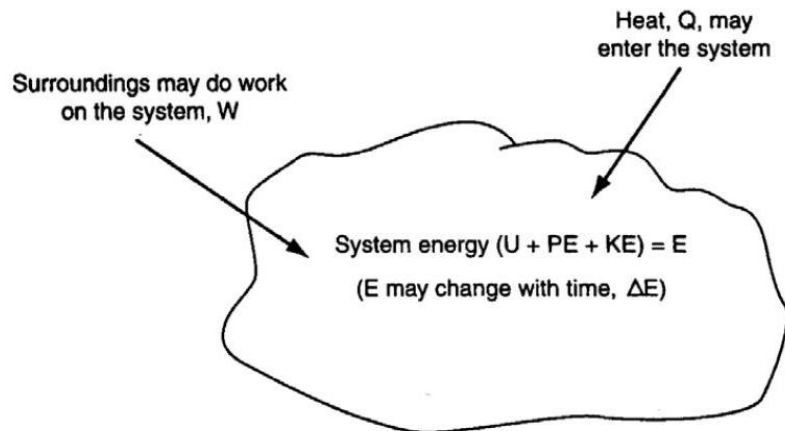 Heat, Q, may
enter the system
Surroundings may do work
on the system, W
System energy (U + PE + KE) = E
(E may change with time, ΔE)